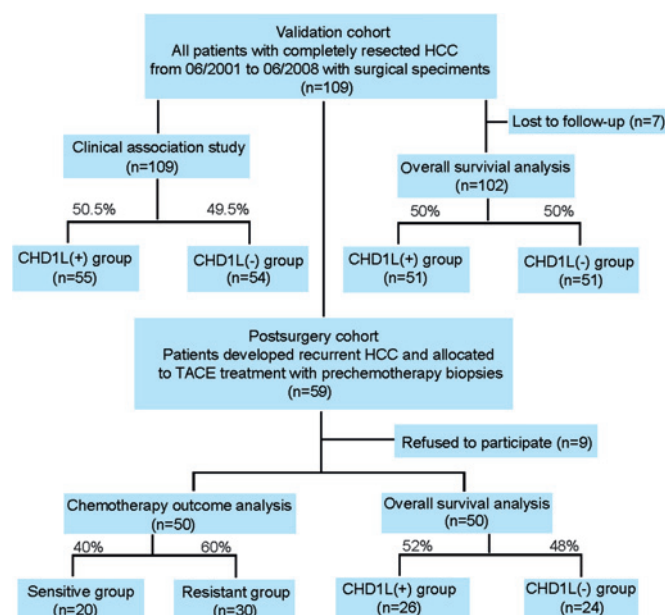 Validation cohort
All patients with completely resected HCC
from 06/2001 to 06/2008 with surgical speciments
(n=109)
Lost to follow-up (n=7)
Clinical association study
(n=109)
Overall survivial analysis
(n=102)
50.5%
49.5%
50%
50%
CHD1L(+) group
(n=55)
CHD1L(-) group
(n=54)
CHD1L(+) group
(n=51)
CHD1L(-) group
(n=51)
Postsurgery cohort
Patients developed recurrent HCC and allocated
to TACE treatment with prechemotherapy biopsies
(n=59)
Refused to participate (n=9)
Chemotherapy outcome analysis
(n=50)
Overall survival analysis
(n=50)
40%
60%
52%
48%
Sensitive group
(n=20)
Resistant group
(n=30)
CHD1L(+) group
(n=26)
CHD1L(-) group
(n=24)